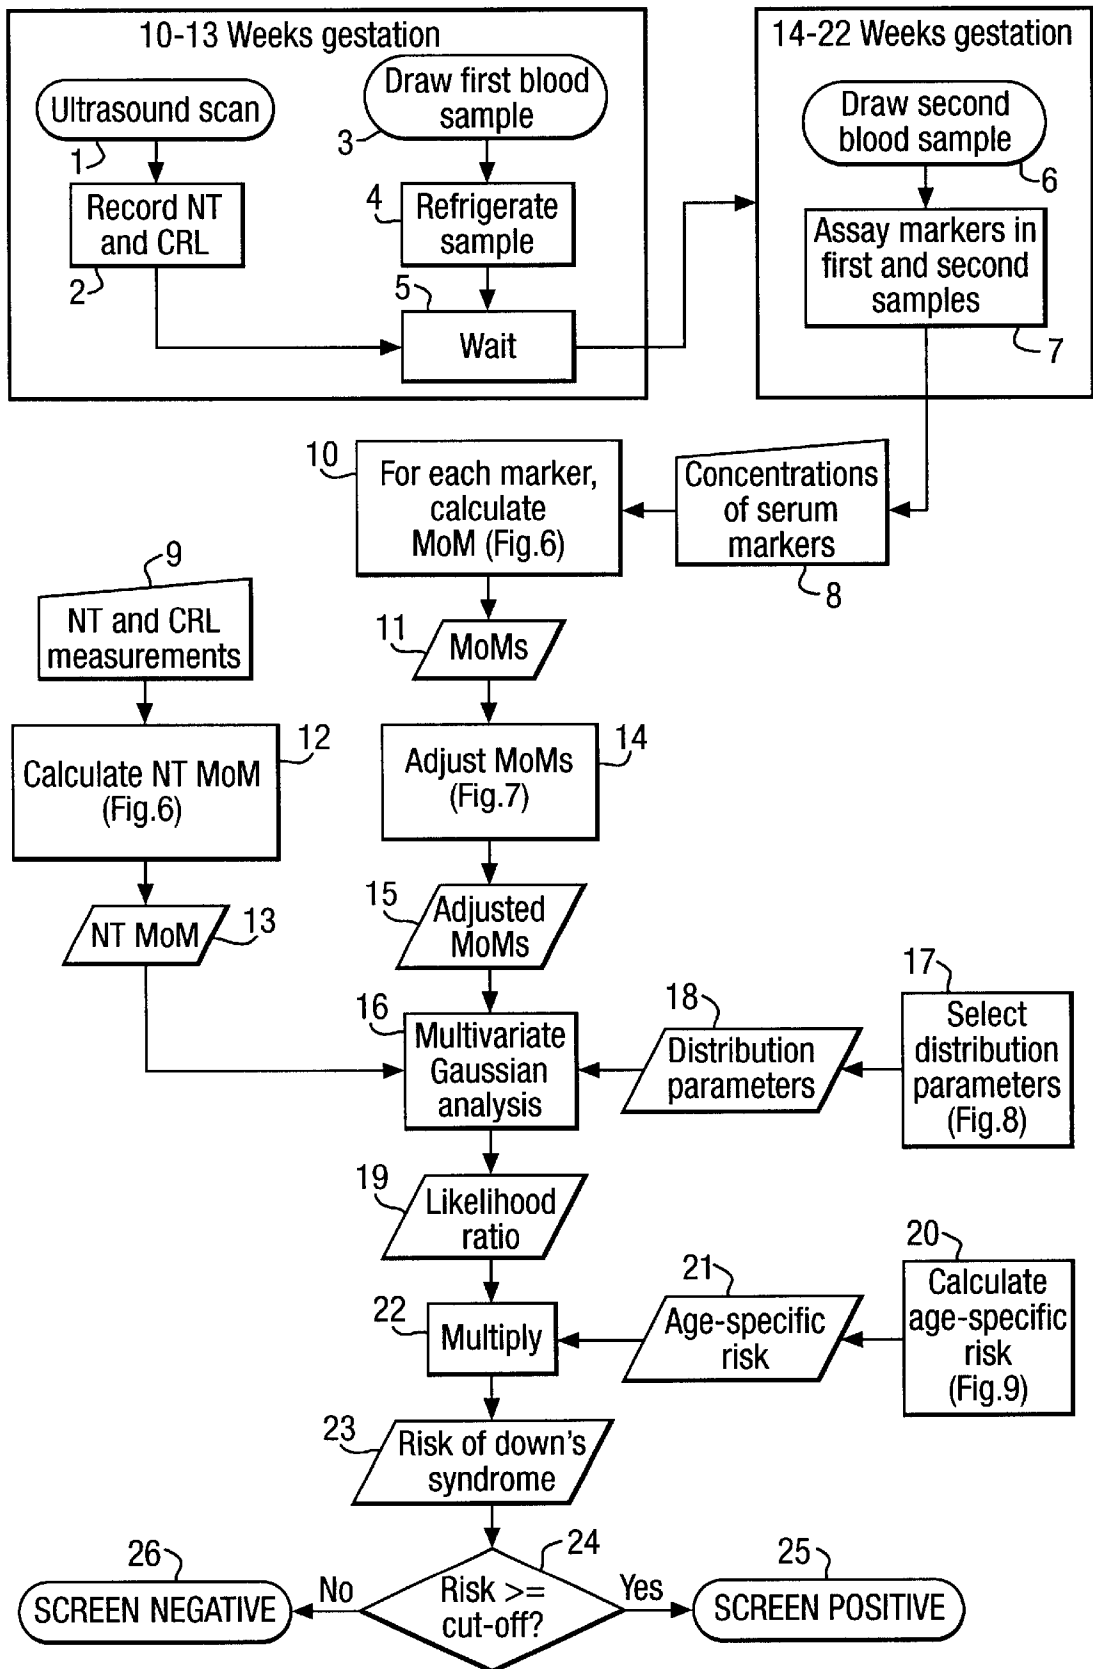 10-13 Weeks gestation
Ultrasound scan
1
Record NT
and CRL
2
Draw first blood
sample
3
4
Refrigerate
sample
5
Wait
14-22 Weeks gestation
Draw second
blood sample
6
Assay markers in
first and second
samples
7
Concentrations
of serum
markers
8
10
For each marker,
calculate
MoM (Fig.6)
9
NT and CRL
measurements
11
MoMs
12
Calculate NT MoM
(Fig.6)
14
Adjust MoMs
(Fig.7)
13
NT MoM
15
Adjusted
MoMs
16
Multivariate
Gaussian
analysis
18
Distribution
parameters
17
Select
distribution
parameters
(Fig.8)
19
Likelihood
ratio
22
Multiply
21
Age-specific
risk
20
Calculate
age-specific
risk
(Fig.9)
23
Risk of down's
syndrome
24
Risk >=
cut-off?
No
Yes
26
SCREEN NEGATIVE
25
SCREEN POSITIVE